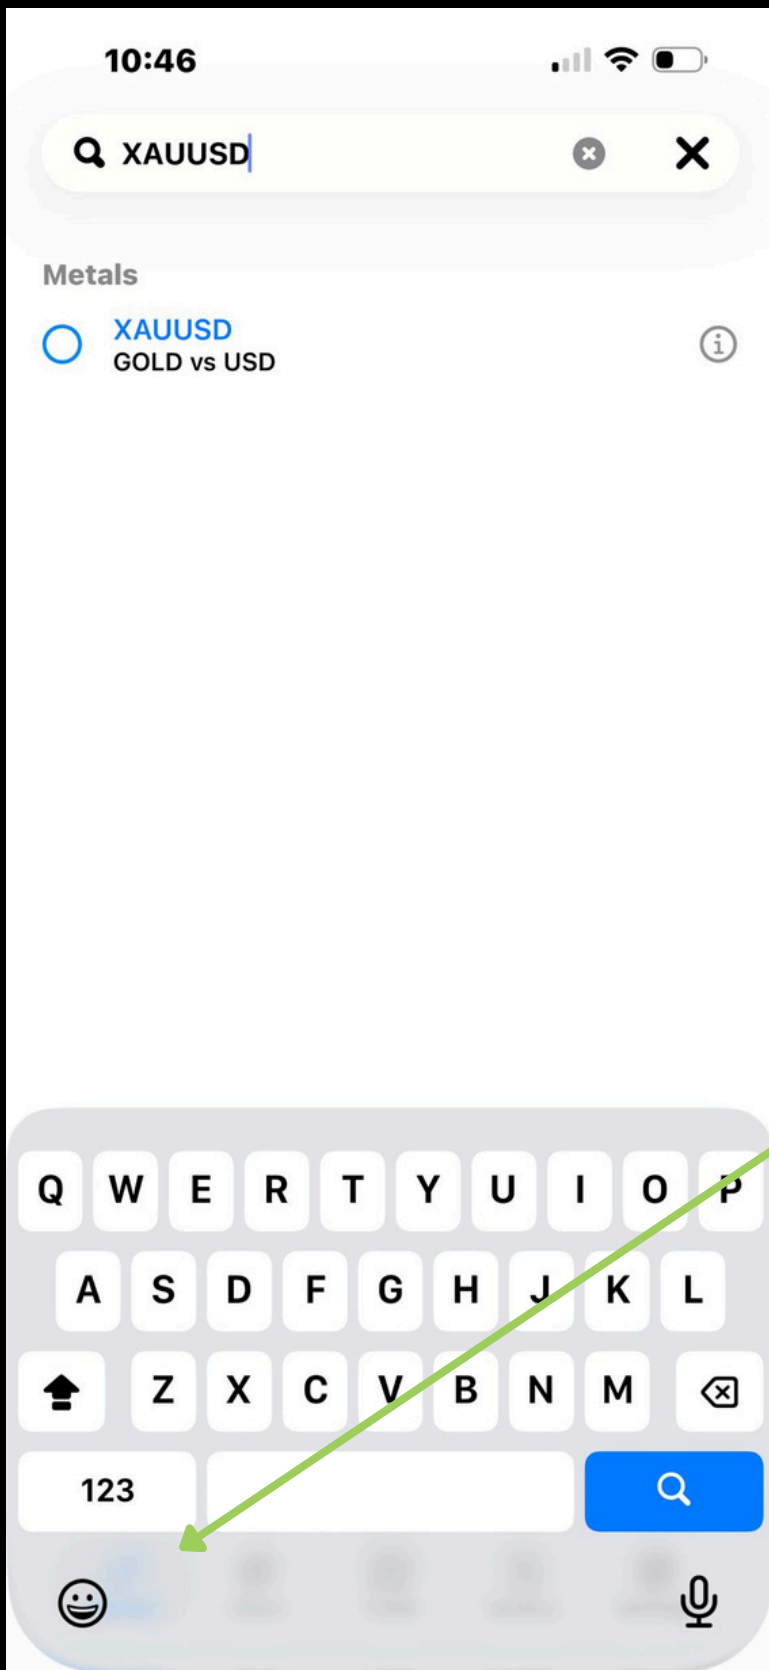 10:46
XAUUSD
Metals
XAUUSD
GOLD vs USD
Q W E R T Y U I O P
A S D F G H J K L
Z X C V B N M
123